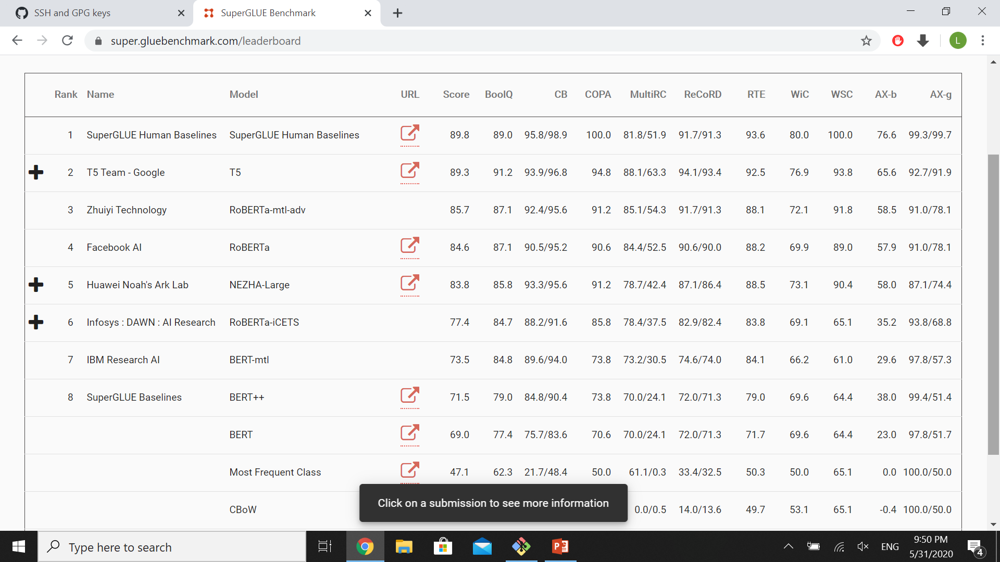 SSH and GPG keys
SuperGLUE Benchmark
super.gluebenchmark.com/leaderboard
L
Rank Name Model URL Score BoolQ CB COPA MultiRC ReCoRD RTE WiC WSC AX-b AX-g
1 SuperGLUE Human Baselines SuperGLUE Human Baselines 89.8 89.0 95.8/98.9 100.0 81.8/51.9 91.7/91.3 93.6 80.0 100.0 76.6 99.3/99.7
2 T5 Team - Google T5 89.3 91.2 93.9/96.8 94.8 88.1/63.3 94.1/93.4 92.5 76.9 93.8 65.6 92.7/91.9
3 Zhuiyi Technology RoBERTa-mtl-adv 85.7 87.1 92.4/95.6 91.2 85.1/54.3 91.7/91.3 88.1 72.1 91.8 58.5 91.0/78.1
4 Facebook AI RoBERTa 84.6 87.1 90.5/95.2 90.6 84.4/52.5 90.6/90.0 88.2 69.9 89.0 57.9 91.0/78.1
5 Huawei Noah's Ark Lab NEZHA-Large 83.8 85.8 93.3/95.6 91.2 78.7/42.4 87.1/86.4 88.5 73.1 90.4 58.0 87.1/74.4
6 Infosys : DAWN : AI Research RoBERTa-iCETS 77.4 84.7 88.2/91.6 85.8 78.4/37.5 82.9/82.4 83.8 69.1 65.1 35.2 93.8/68.8
7 IBM Research AI BERT-mtl 73.5 84.8 89.6/94.0 73.8 73.2/30.5 74.6/74.0 84.1 66.2 61.0 29.6 97.8/57.3
8 SuperGLUE Baselines BERT++ 71.5 79.0 84.8/90.4 73.8 70.0/24.1 72.0/71.3 79.0 69.6 64.4 38.0 99.4/51.4
BERT 69.0 77.4 75.7/83.6 70.6 70.0/24.1 72.0/71.3 71.7 69.6 64.4 23.0 97.8/51.7
Most Frequent Class 47.1 62.3 21.7/48.4 50.0 61.1/0.3 33.4/32.5 50.3 50.0 65.1 0.0 100.0/50.0
CBoW 0.0/0.5 14.0/13.6 49.7 53.1 65.1 -0.4 100.0/50.0
Click on a submission to see more information
Type here to search
ENG
9:50 PM
5/31/2020
4